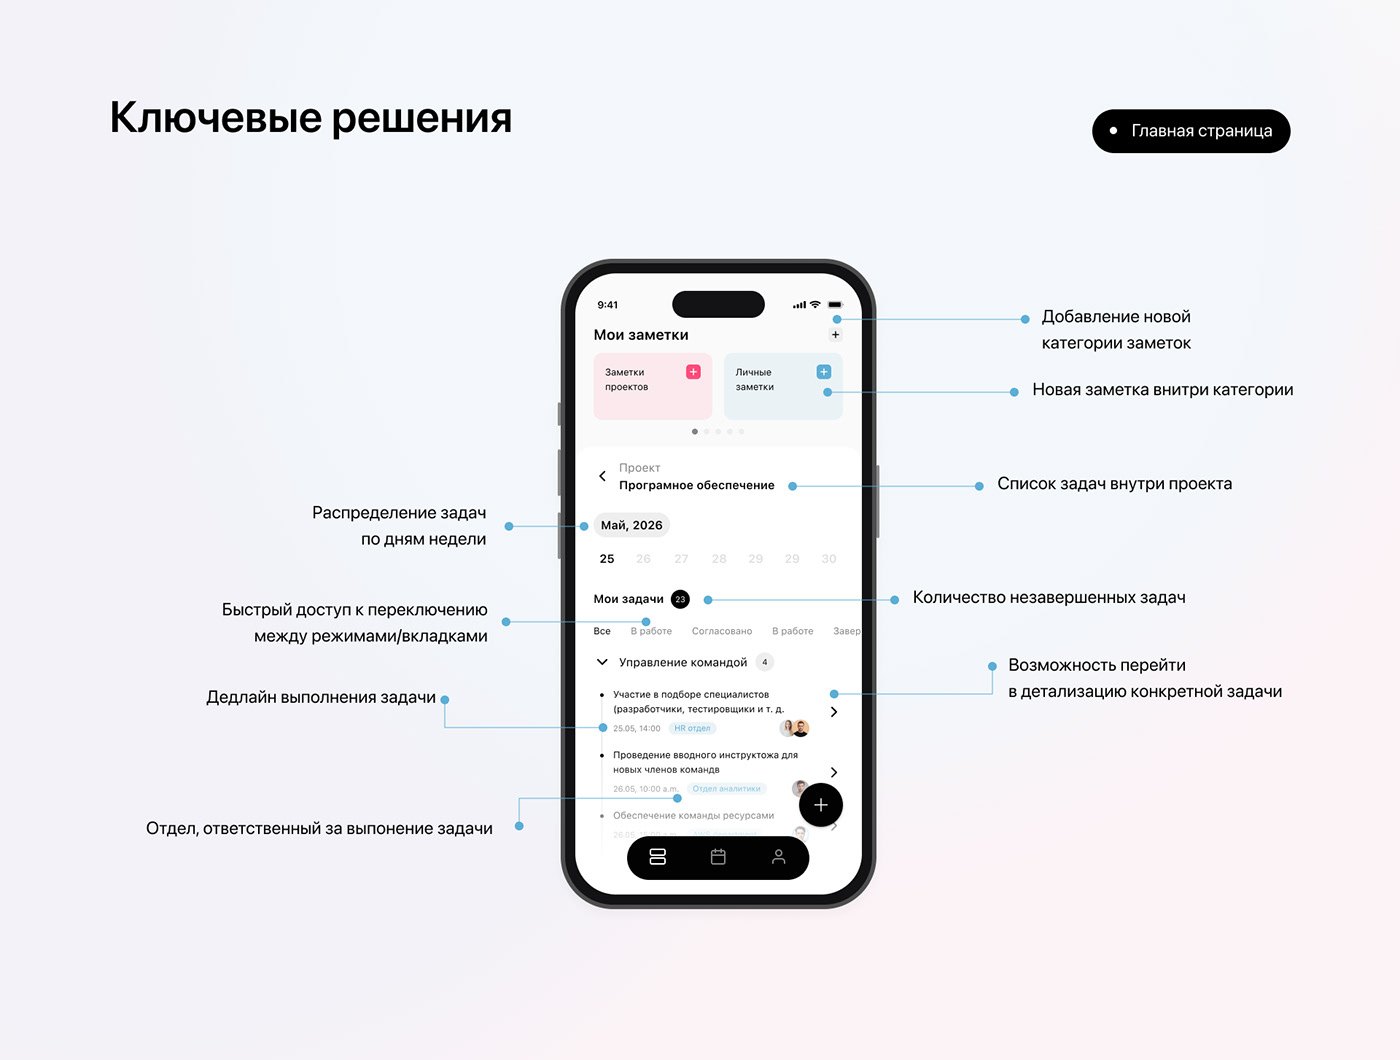 Ключевые решения
Главная страница
9:41
Мои заметки
+
Заметки
проектов
+
Личные
заметки
+
Добавление новой
категории заметок
Новая заметка внитри категории
Проект
Програмное обеспечение
Список задач внутри проекта
Распределение задач
по дням недели
Май, 2026
25 26 27 28 29 29 30
Мои задачи 23
Количество незавершенных задач
Быстрый доступ к переключению
между режимами/вкладками
Все В работе Согласовано В работе Завер
Управление командой 4
Возможность перейти
в детализацию конкретной задачи
Дедлайн выполнения задачи
Участие в подборе специалистов
(разработчики, тестировщики и т. д.
25.05, 14:00 HR отдел
Проведение вводного инструктожа для
новых членов командв
26.05, 10:00 a.m. Отдел аналитики
Отдел, ответственный за выпонение задачи
Обеспечение команды ресурсами
+